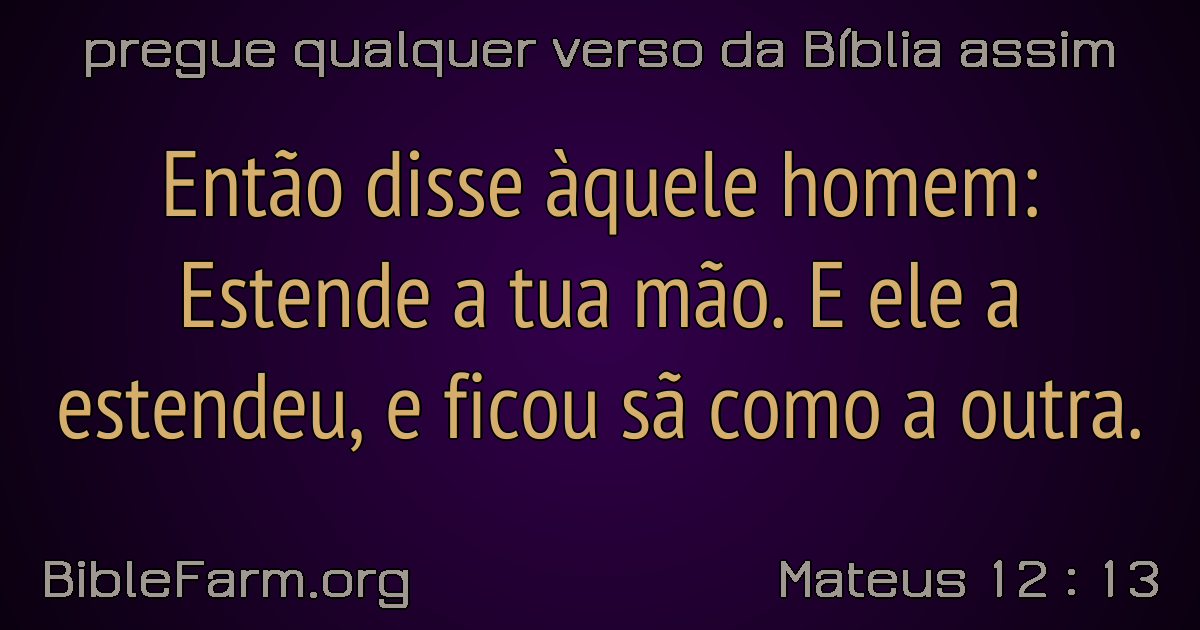 pregue qualquer verso da Bíblia assim
Então disse àquele homem:
Estende a tua mão. E ele a
estendeu, e ficou sã como a outra.
BibleFarm.org
Mateus 12 : 13